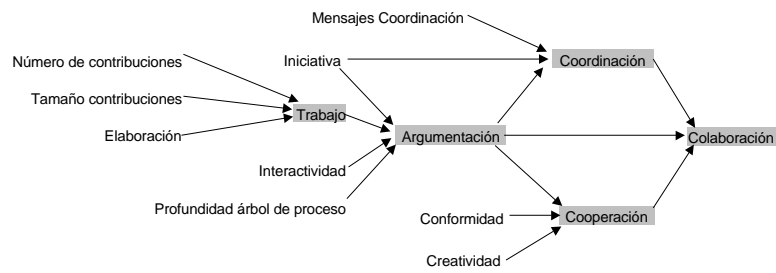 Mensajes Coordinación
Número de contribuciones
Iniciativa
Coordinación
Tamaño contribuciones
Trabajo
Elaboración
Argumentación
Colaboración
Interactividad
Profundidad árbol de proceso
Conformidad
Cooperación
Creatividad